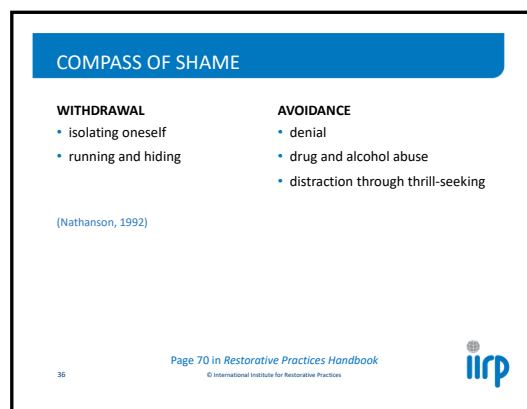 COMPASS OF SHAME
WITHDRAWAL
• isolating oneself
• running and hiding
AVOIDANCE
• denial
• drug and alcohol abuse
• distraction through thrill-seeking
(Nathanson, 1992)
Page 70 in Restorative Practices Handbook
36
© International Institute for Restorative Practices
iirp